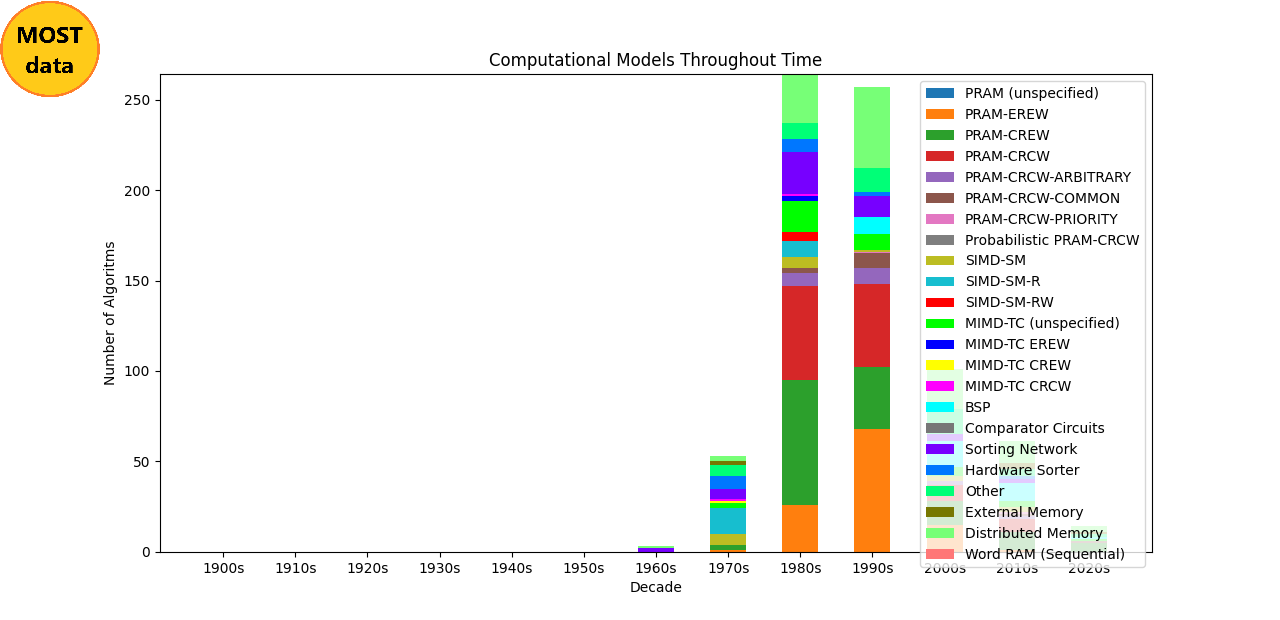 MOST
data
Computational Models Throughout Time
Number of Algoritms
250
200
150
100
50
0
1900s 1910s 1920s 1930s 1940s 1950s 1960s 1970s 1980s 1990s 2000s 2010s 2020s
Decade
PRAM (unspecified)
PRAM-EREW
PRAM-CREW
PRAM-CRCW
PRAM-CRCW-ARBITRARY
PRAM-CRCW-COMMON
PRAM-CRCW-PRIORITY
Probabilistic PRAM-CRCW
SIMD-SM
SIMD-SM-R
SIMD-SM-RW
MIMD-TC (unspecified)
MIMD-TC EREW
MIMD-TC CREW
MIMD-TC CRCW
BSP
Comparator Circuits
Sorting Network
Hardware Sorter
Other
External Memory
Distributed Memory
Word RAM (Sequential)